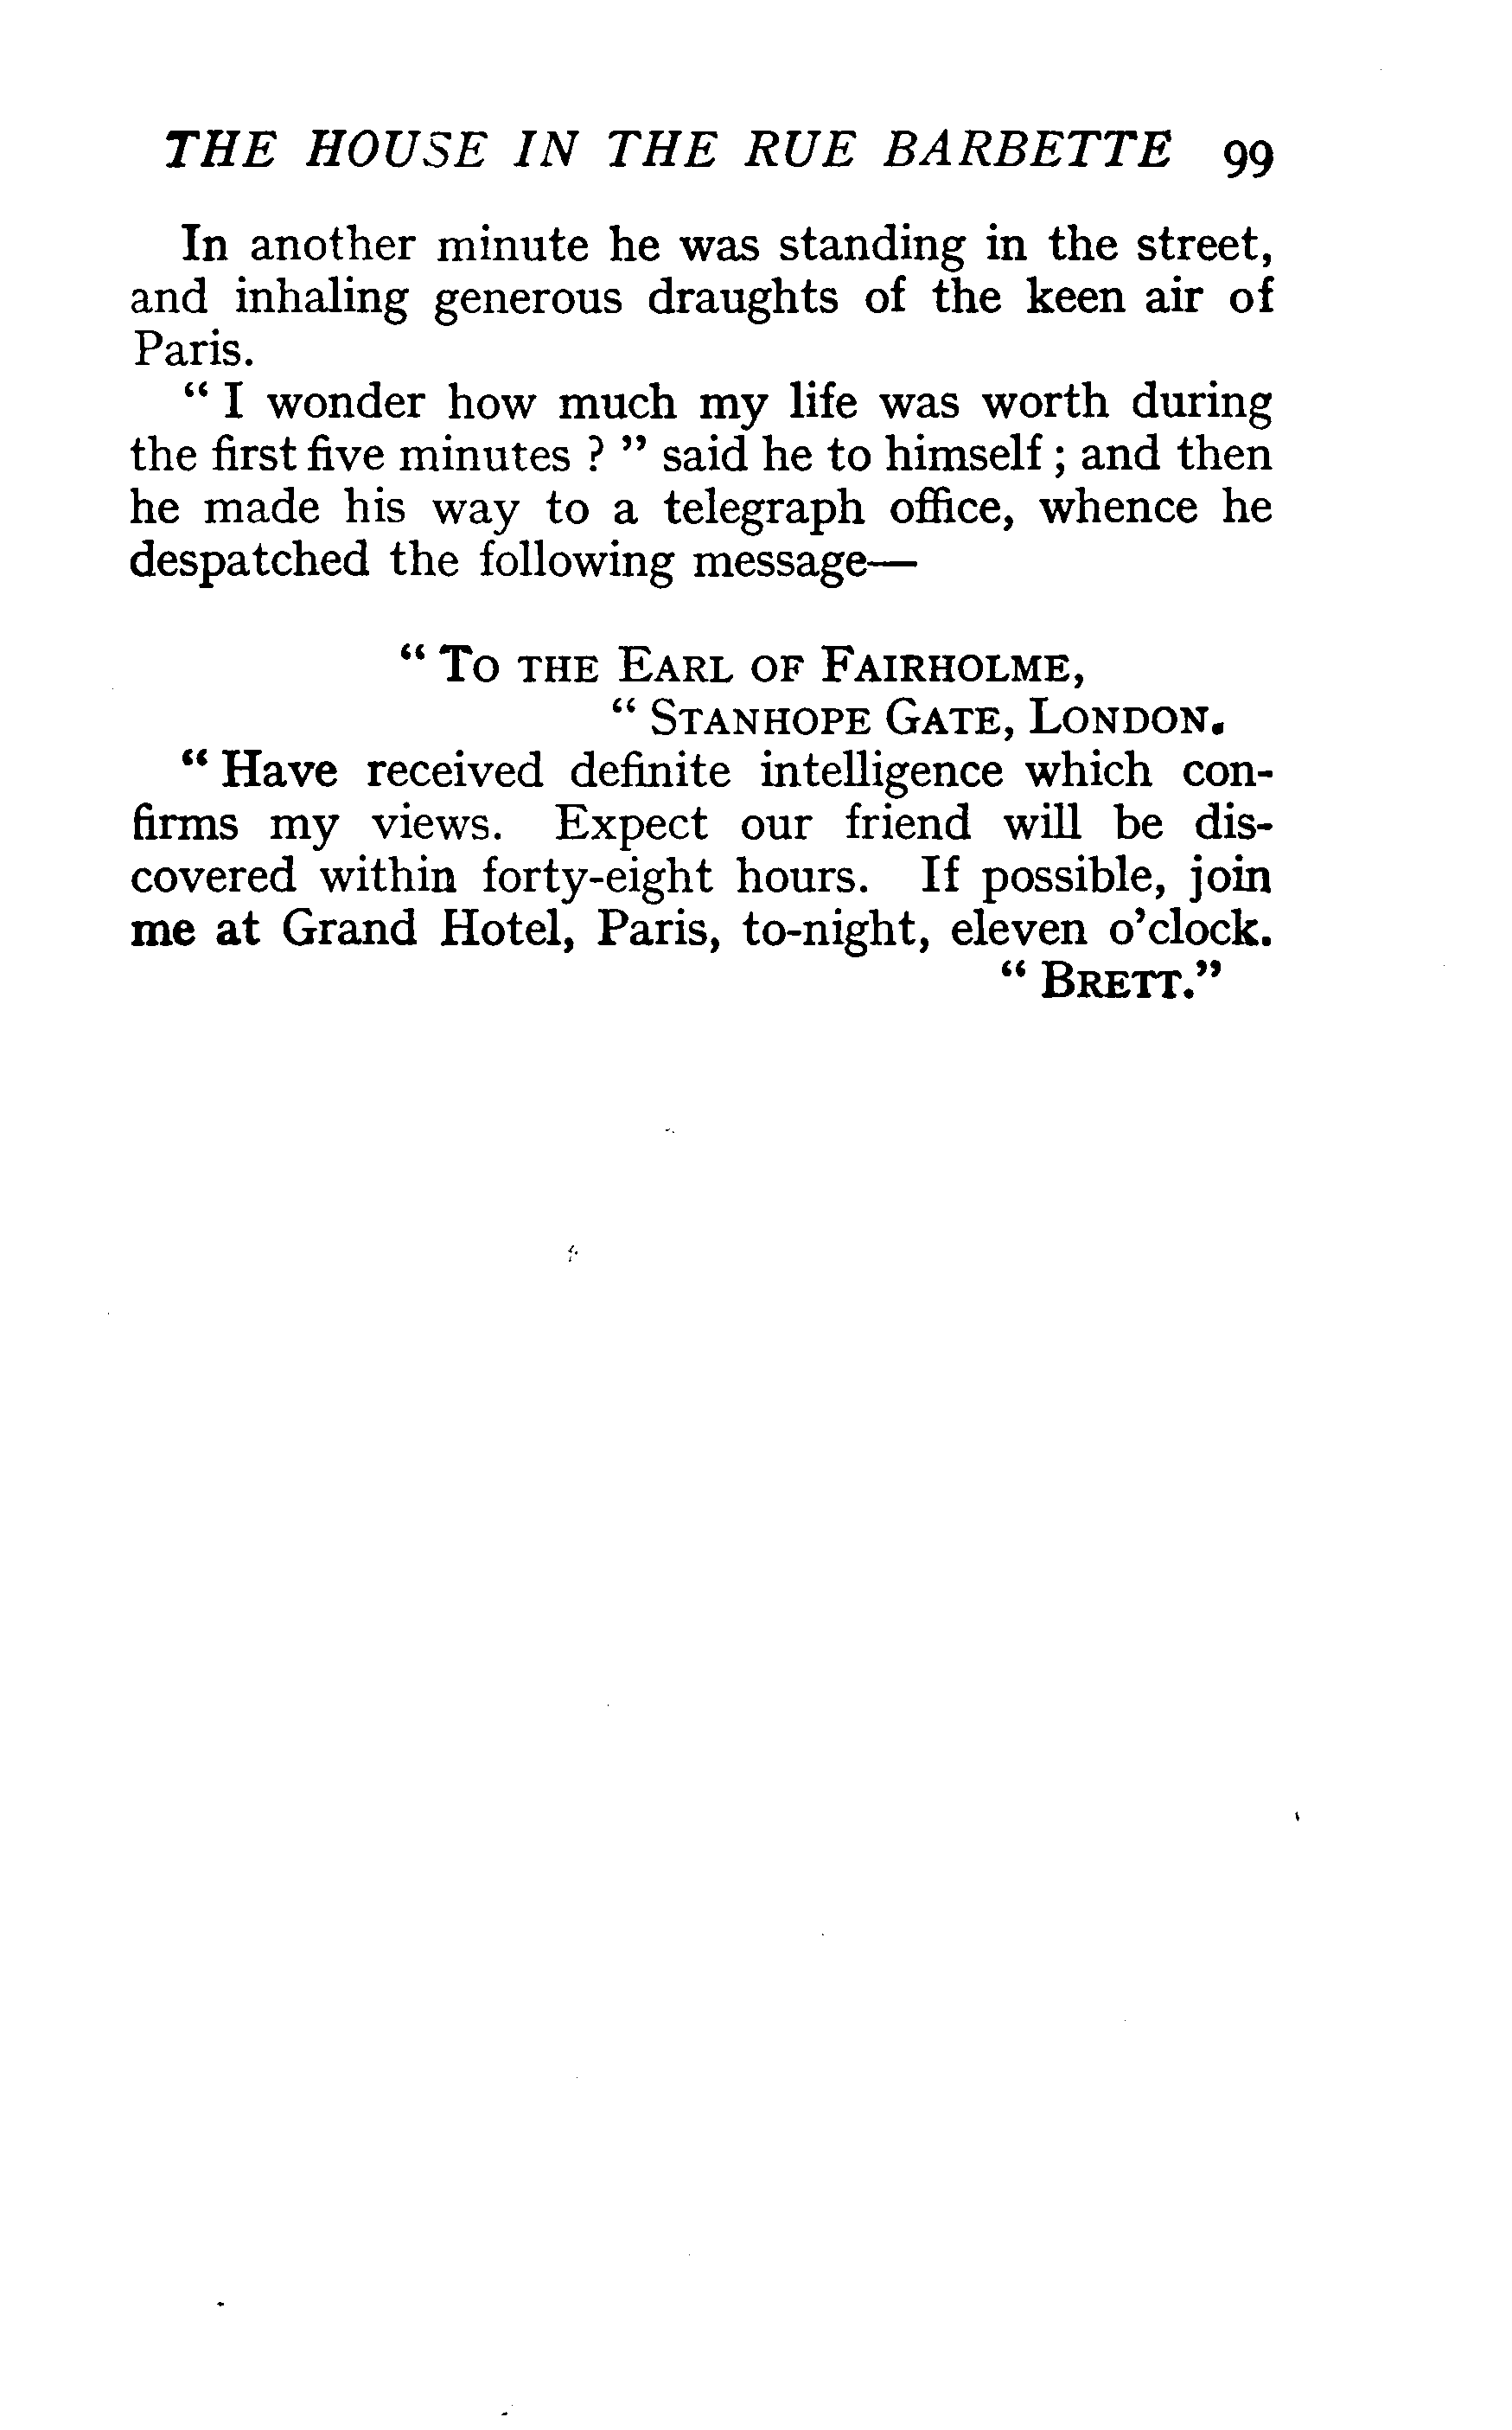 THE HOUSE IN THE RUE BARBETTE 99
In another minute he was standing in the street,
and inhaling generous draughts of the keen air of
Paris.
“ I wonder how much my life was worth during
the first five minutes ? ” said he to himself ; and then
he made his way to a telegraph office, whence he
despatched the following message—
“ To the Earl of Fairholme,
“ Stanhope Gate, London.
“ Have received definite intelligence which con-
firms my views. Expect our friend will be dis-
covered within forty-eight hours. If possible, join
me at Grand Hotel, Paris, to-night, eleven o’clock.
“ Brett.”